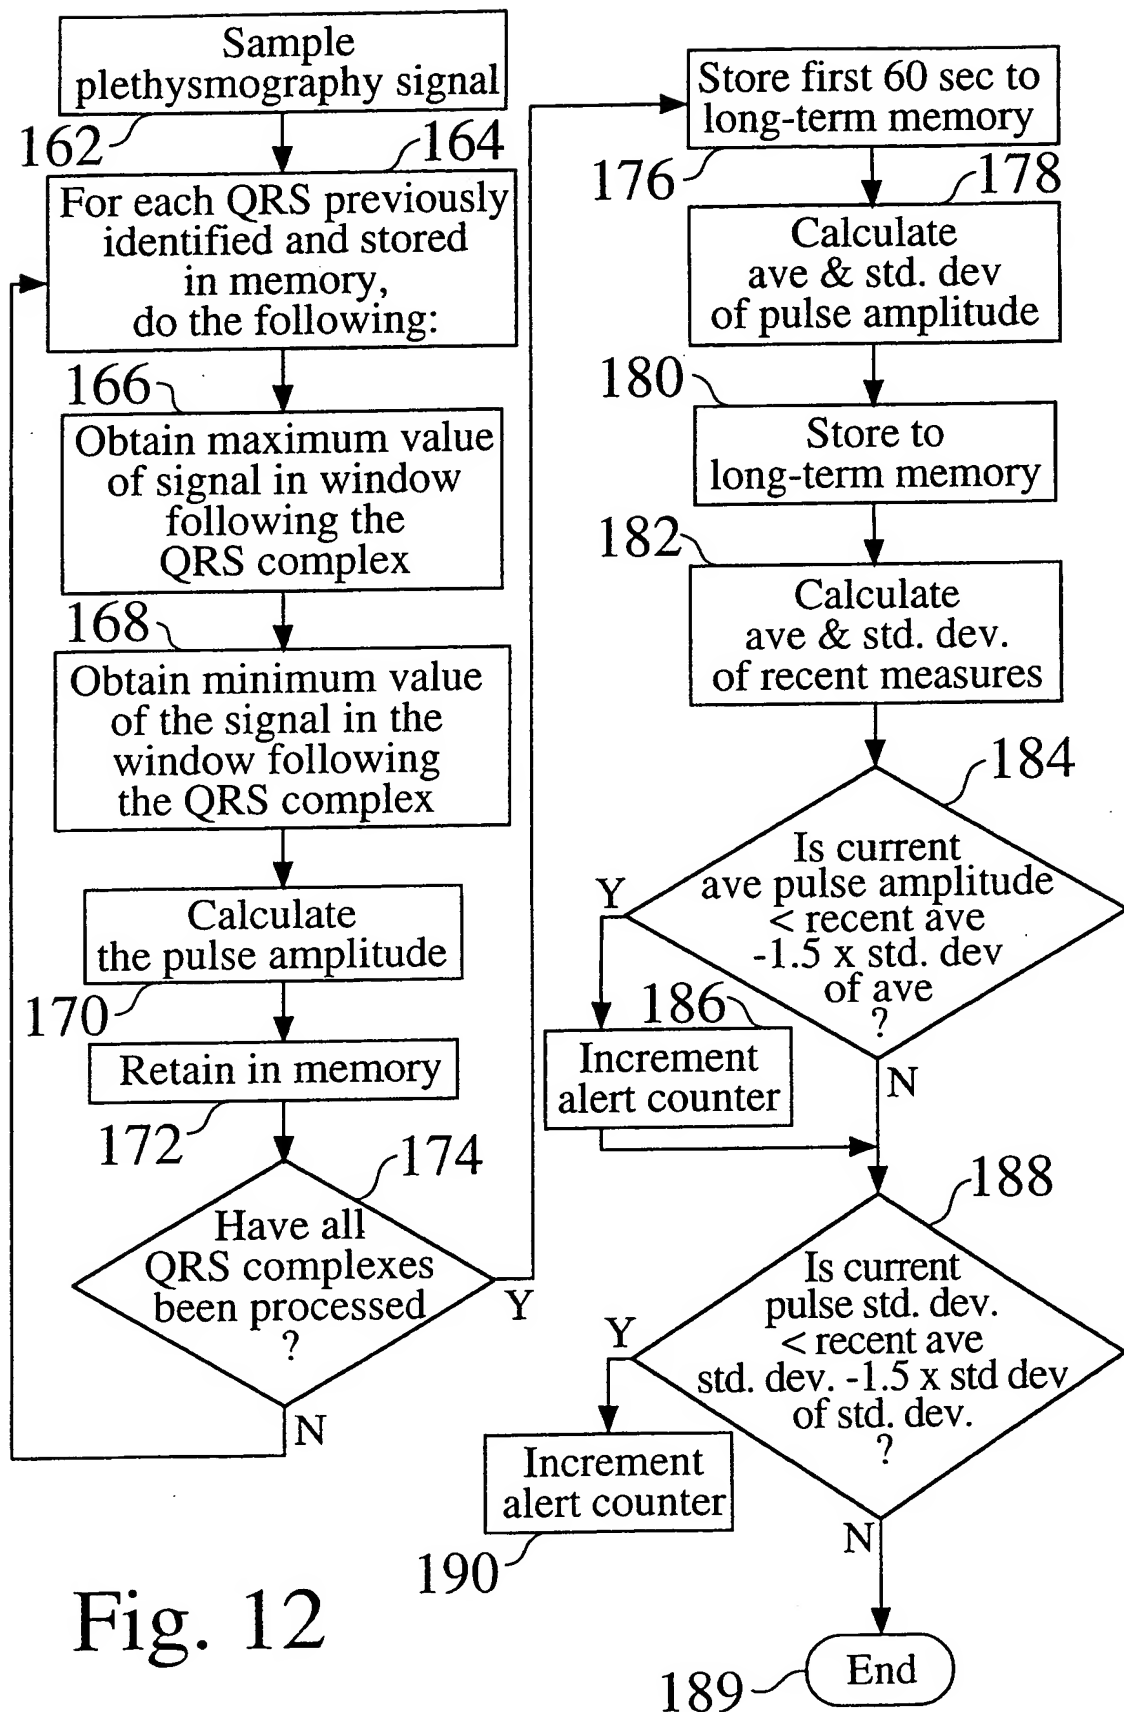 Sample
plethysmography signal
162
164
For each QRS previously
identified and stored
in memory,
do the following:
166
Obtain maximum value
of signal in window
following the
QRS complex
168
Obtain minimum value
of the signal in the
window following
the QRS complex
Calculate
the pulse amplitude
170
Retain in memory
172
174
Have all
QRS complexes
been processed
?
Y
N
Store first 60 sec to
long-term memory
176
178
Calculate
ave & std. dev
of pulse amplitude
180
Store to
long-term memory
182
Calculate
ave & std. dev.
of recent measures
184
Is current
ave pulse amplitude
< recent ave
-1.5 x std. dev
of ave
?
Y
N
186
Increment
alert counter
188
Is current
pulse std. dev.
< recent ave
std. dev. -1.5 x std dev
of std. dev.
?
Y
N
Increment
alert counter
190
End
189
Fig. 12